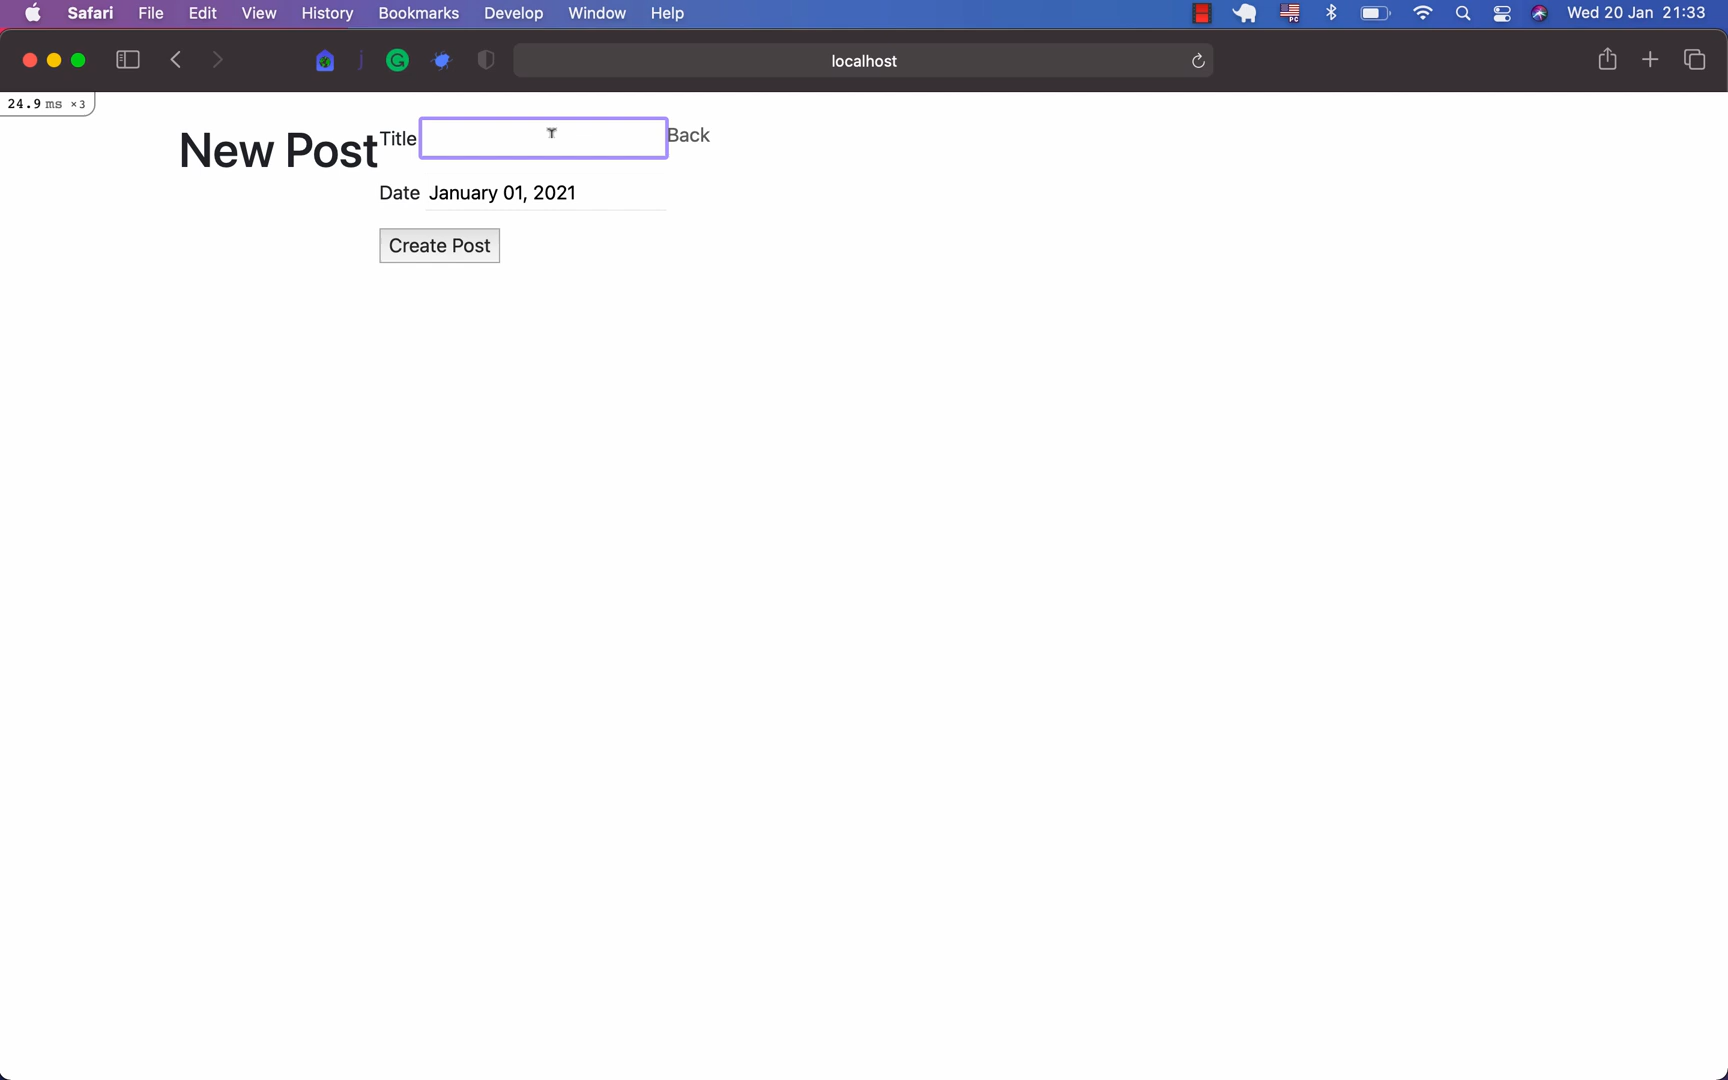 Safari File Edit View History Bookmarks Develop Window Help Wed 20 Jan 21:33
localhost
24.9 ms ×3
New Post
Title Back
Date January 01, 2021
Create Post